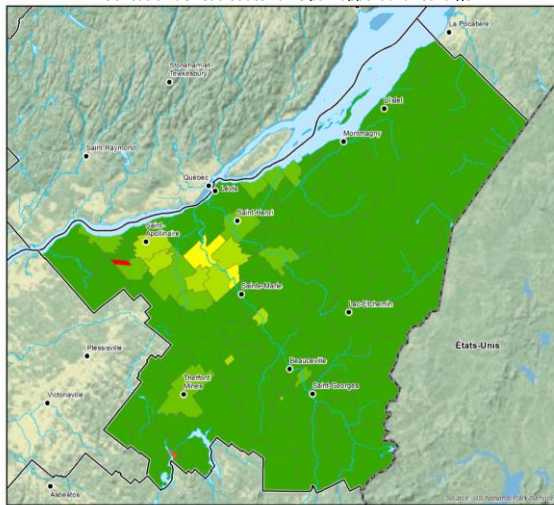 La Pocatière
Stoneham-et-
Tewkesbury
L'Islet
Montmagny
Saint-Raymond
Québec
Lévis
Saint-Henri
Saint-
Apollinaire
Sainte-Marie
Lac-Etchemin
États-Unis
Plessisville
Beauceville
Thetford
Mines
Saint-Georges
Victoriaville
Asbestos
Source : US National Park Service